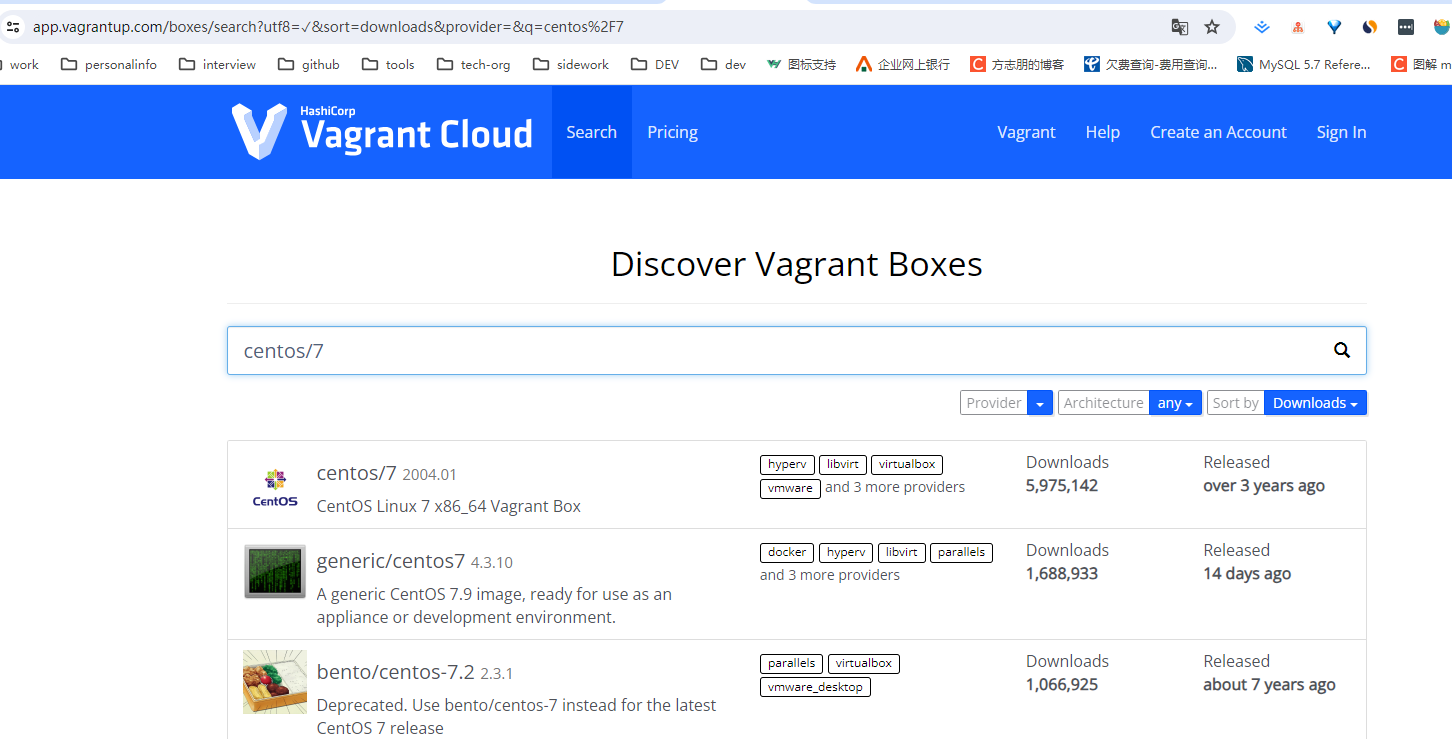 app.vagrantup.com/boxes/search?utf8=✓&sort=downloads&provider=&q=centos%2F7
work personalinfo interview github tools tech-org sidework DEV dev 图标支持 企业网上银行 方志朋的博客 欠费查询-费用查询... MySQL 5.7 Refere... 图解 m
HashiCorp
Vagrant Cloud Search Pricing Vagrant Help Create an Account Sign In
Discover Vagrant Boxes
centos/7
Provider Architecture any Sort by Downloads
centos/7 2004.01
CentOS
CentOS Linux 7 x86_64 Vagrant Box
hyperv libvirt virtualbox
vmware and 3 more providers
Downloads
5,975,142
Released
over 3 years ago
generic/centos7 4.3.10
A generic CentOS 7.9 image, ready for use as an
appliance or development environment.
docker hyperv libvirt parallels
and 3 more providers
Downloads
1,688,933
Released
14 days ago
bento/centos-7.2 2.3.1
Deprecated. Use bento/centos-7 instead for the latest
CentOS 7 release
parallels virtualbox
vmware_desktop
Downloads
1,066,925
Released
about 7 years ago